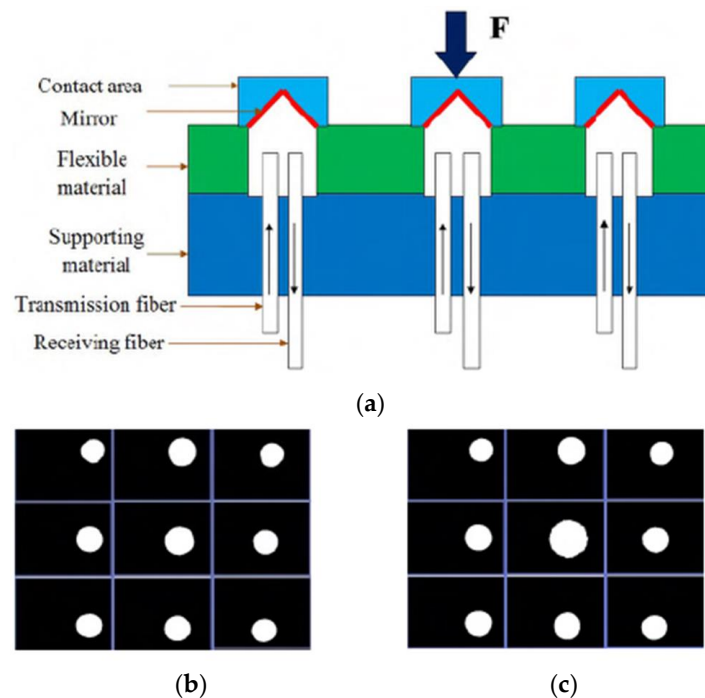 F
Contact area
Mirror
Flexible
material
Supporting
material
Transmission fiber
Receiving fiber
(a)
(b)
(c)